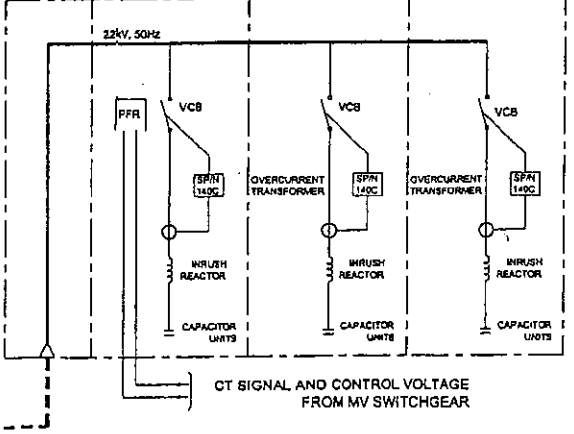 22kV, 50Hz
PFR
VCB
VCB
VCB
SP/N
140C
OVERCURRENT
TRANSFORMER
SP/N
140C
OVERCURRENT
TRANSFORMER
SP/N
140C
INRUSH
REACTOR
INRUSH
REACTOR
INRUSH
REACTOR
CAPACITOR
UNITS
CAPACITOR
UNITS
CAPACITOR
UNITS
CT SIGNAL AND CONTROL VOLTAGE
FROM MV SWITCHGEAR